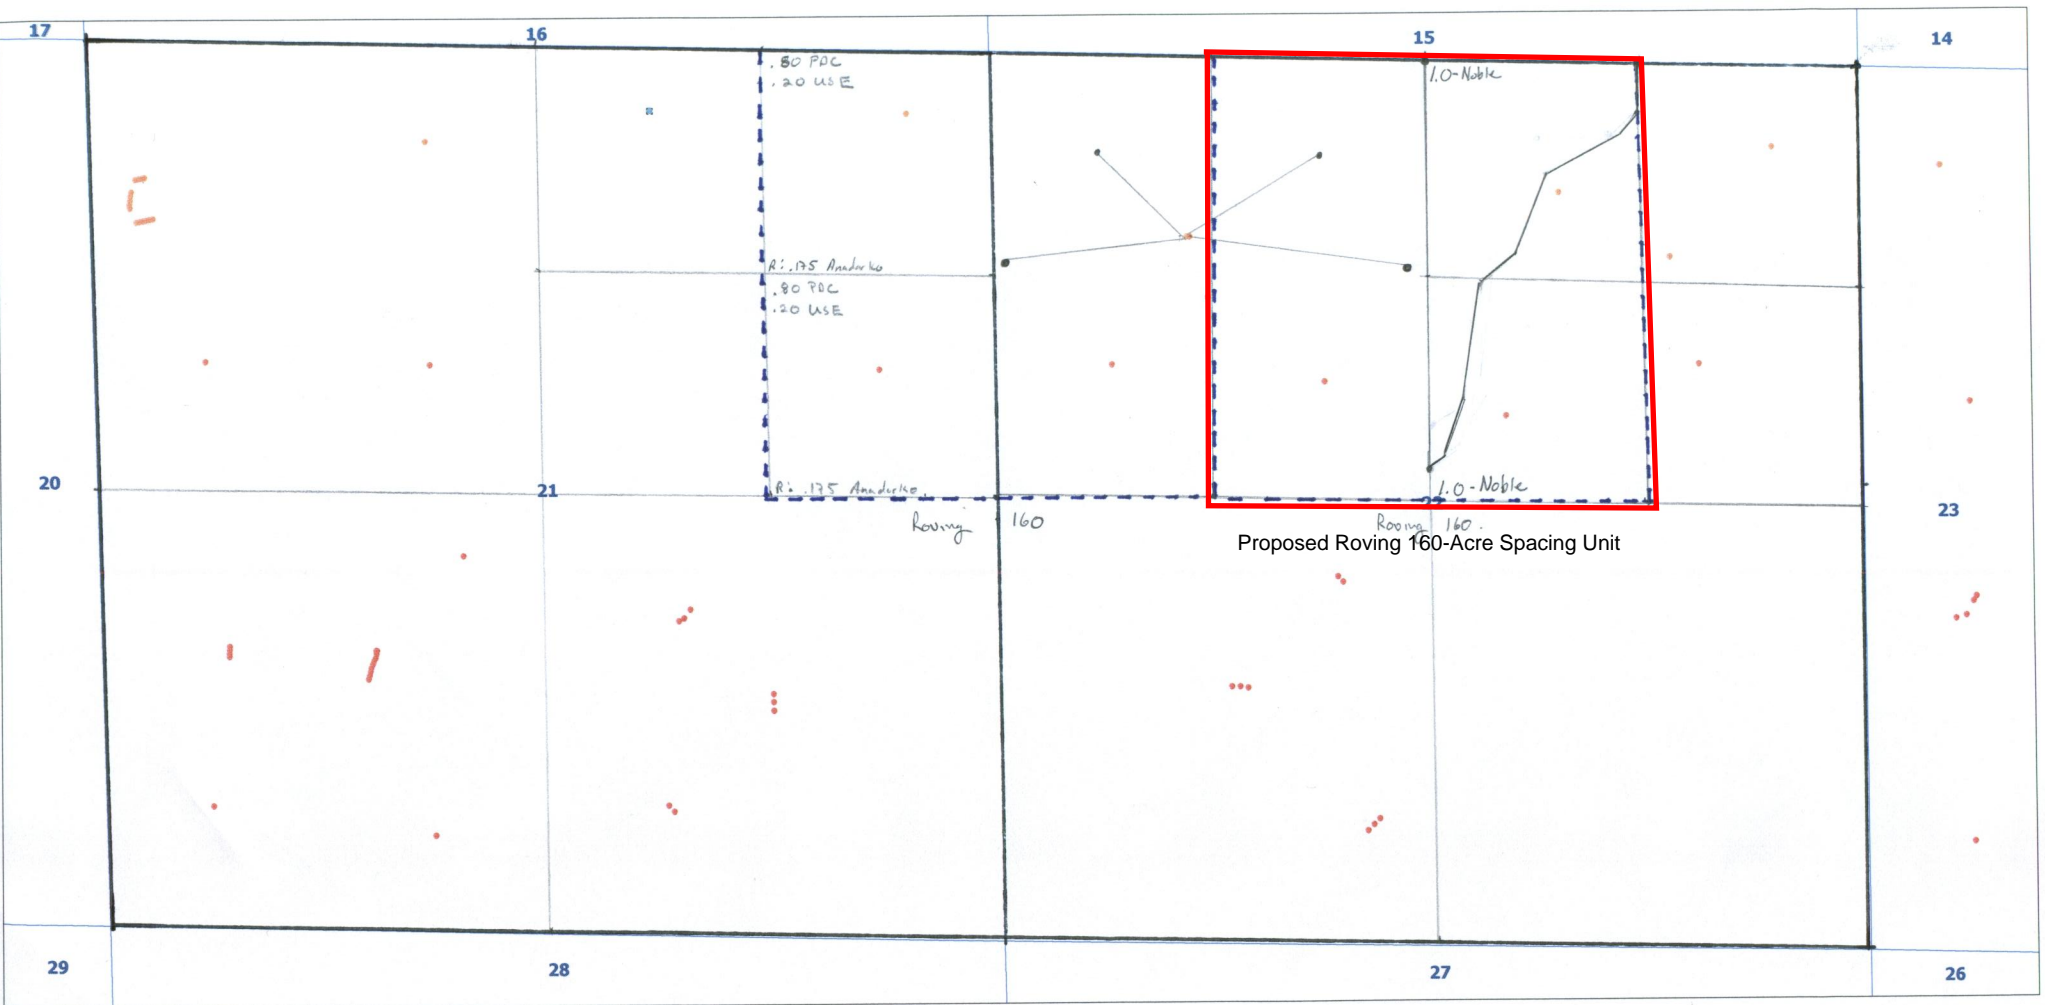 17
16
15
14
.80 PDC
.20 USE
1.0-Noble
R: .175 Anadarko
.80 PDC
.20 USE
20
21
R: .175 Anadarko
1.0-Noble
23
Roving 160
Roving 160.
Proposed Roving 160-Acre Spacing Unit
29
28
27
26